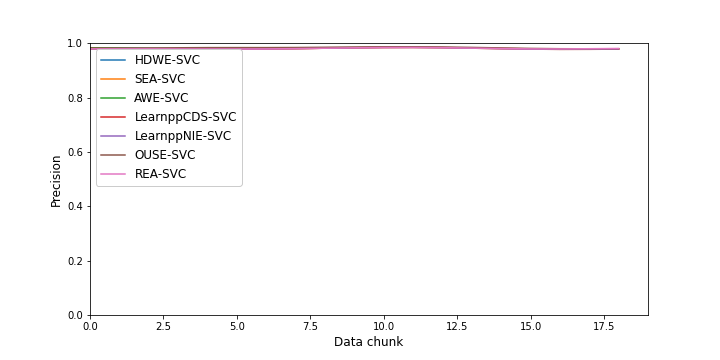 1.0
0.8
0.6
0.4
0.2
0.0
Precision
HDWE-SVC
SEA-SVC
AWE-SVC
LearnppCDS-SVC
LearnppNIE-SVC
OUSE-SVC
REA-SVC
0.0 2.5 5.0 7.5 10.0 12.5 15.0 17.5
Data chunk